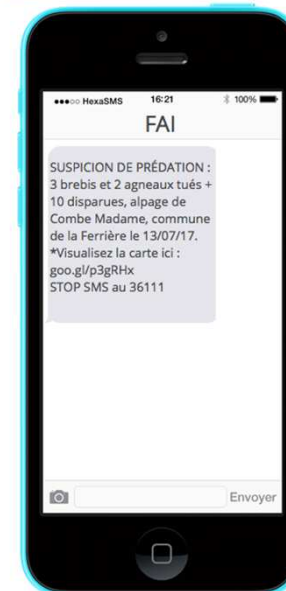 ●●●○○ HexaSMS 16:21 100%
FAI
SUSPICION DE PRÉDATION :
3 brebis et 2 agneaux tués +
10 disparues, alpage de
Combe Madame, commune
de la Ferrière le 13/07/17.
*Visualisez la carte ici :
goo.gl/p3gRHx
STOP SMS au 36111
Envoyer